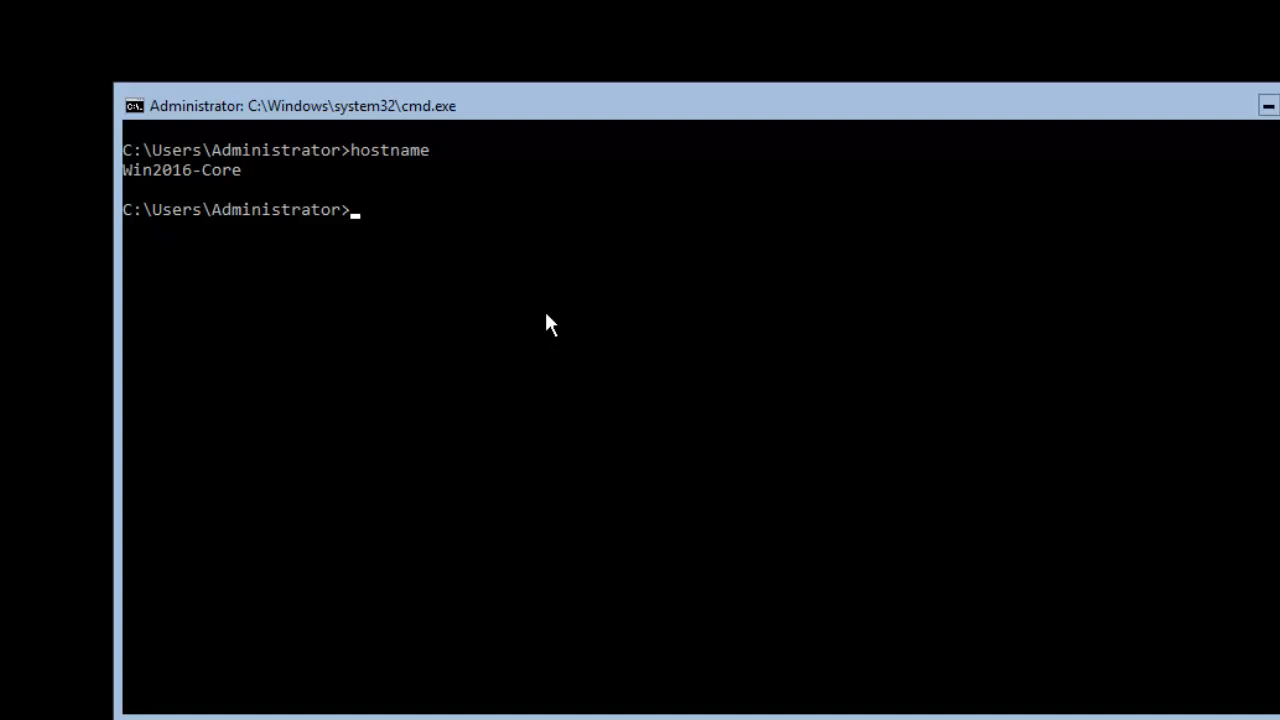 Administrator: C:\Windows\system32\cmd.exe
C:\Users\Administrator>hostname
Win2016-Core
C:\Users\Administrator>